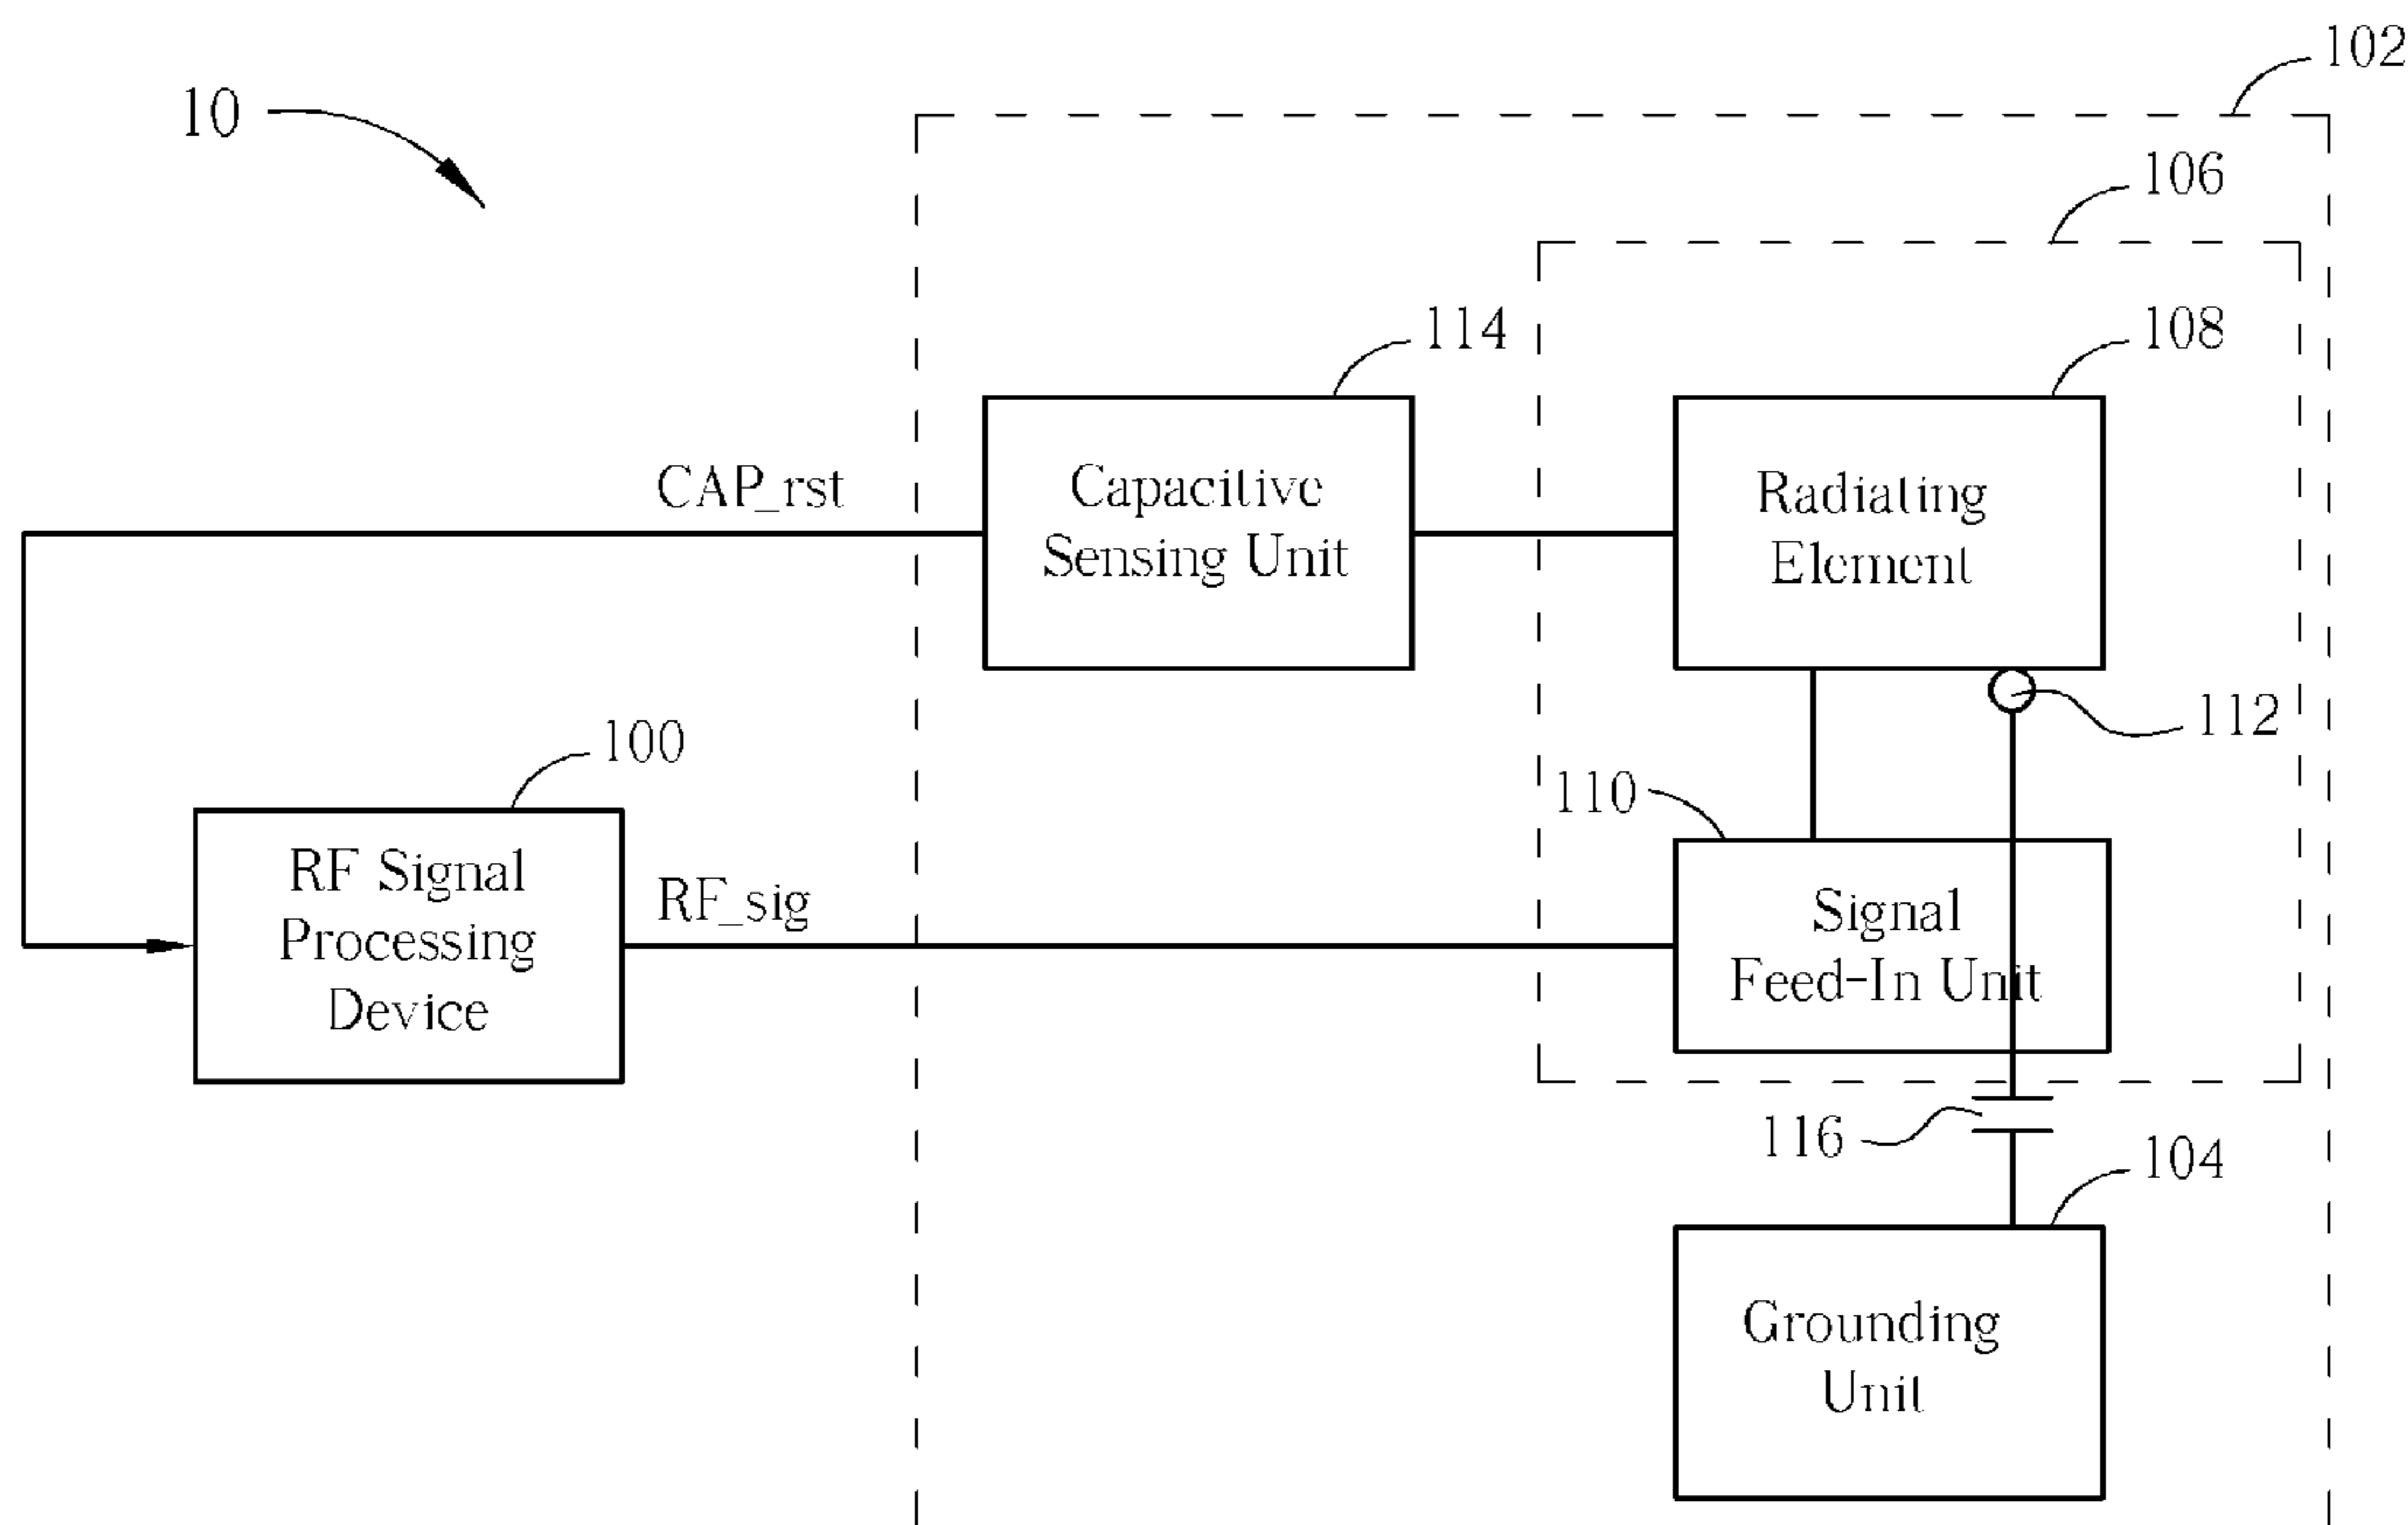 102
10
106
114
108
CAP_rst
Capacitive
Sensing Unit
Radiating
Element
112
100
110
RF Signal
Processing
Device
RF_sig
Signal
Feed-In Unit
116
104
Grounding
Unit